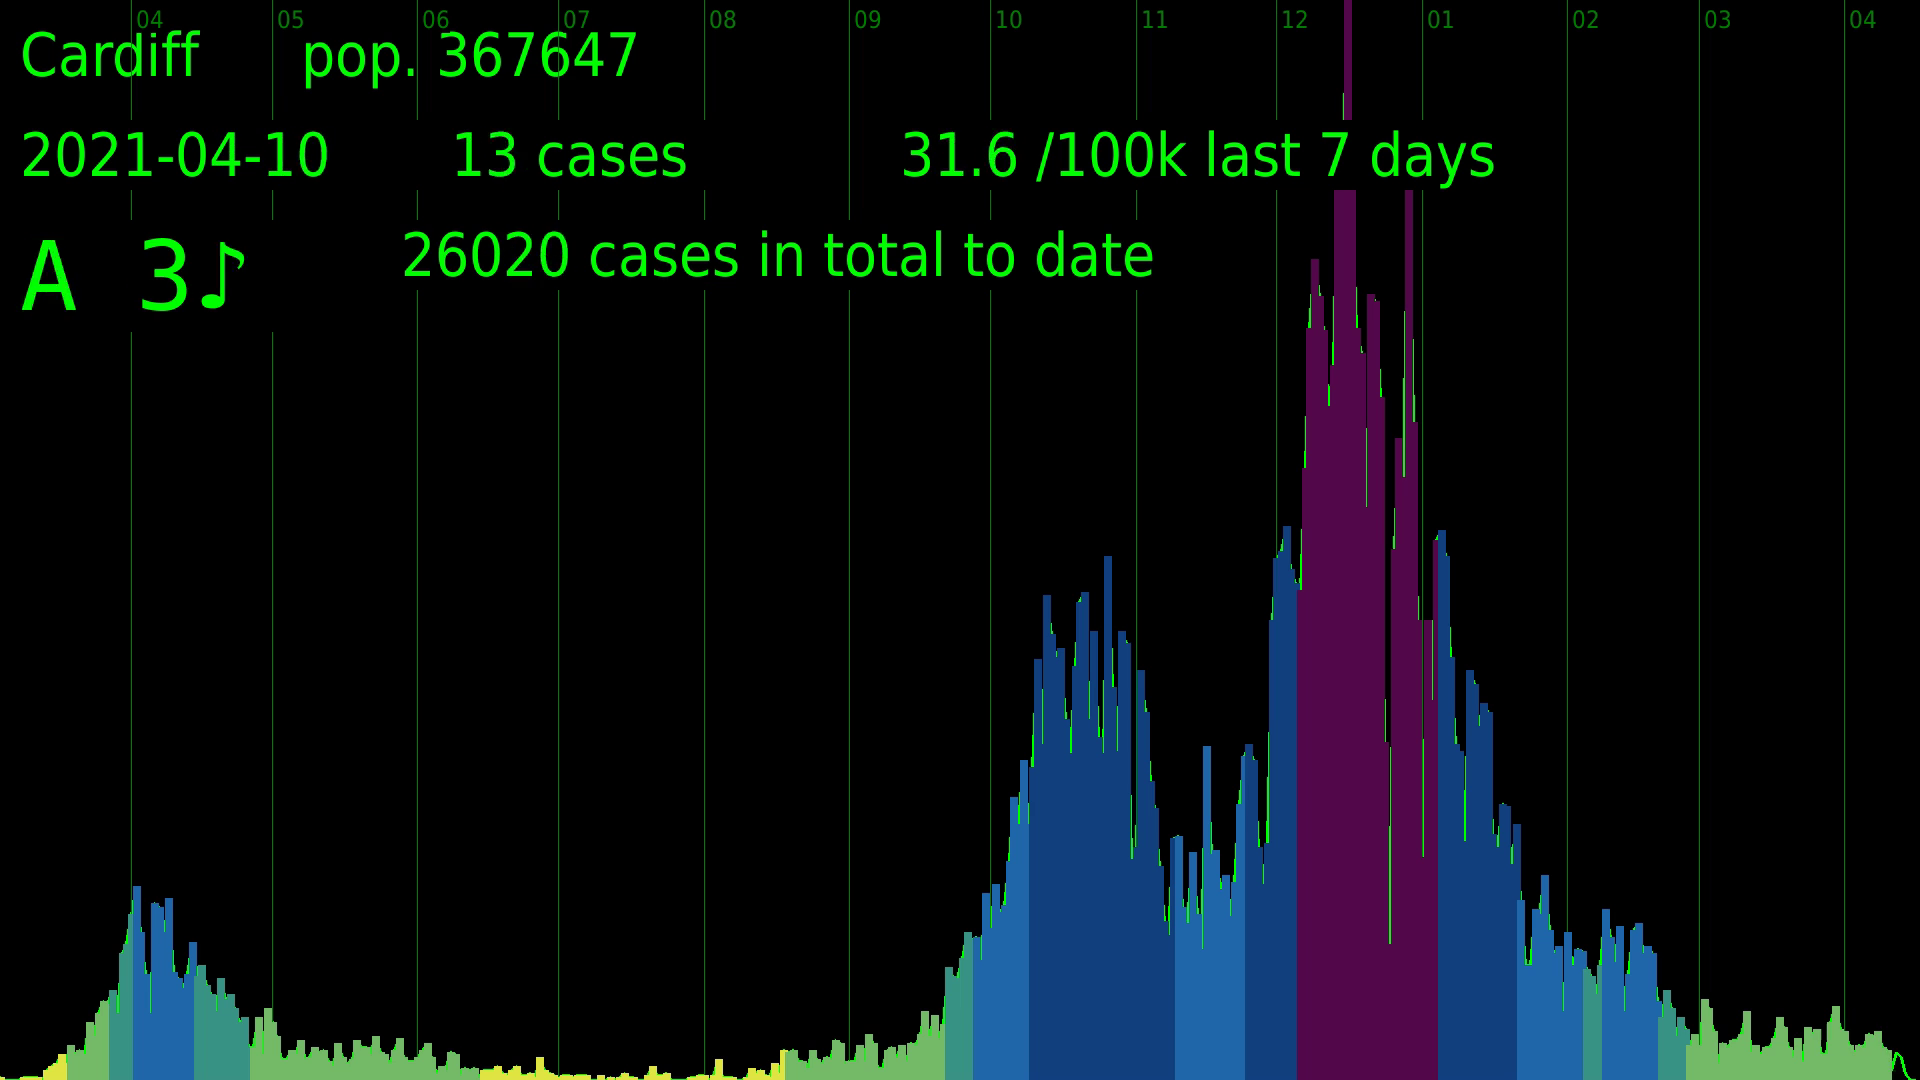 04 05 06 07 08 09 10 11 12 01 02 03 04
Cardiff pop. 367647
2021-04-10 13 cases 31.6 /100k last 7 days
A 3♪ 26020 cases in total to date